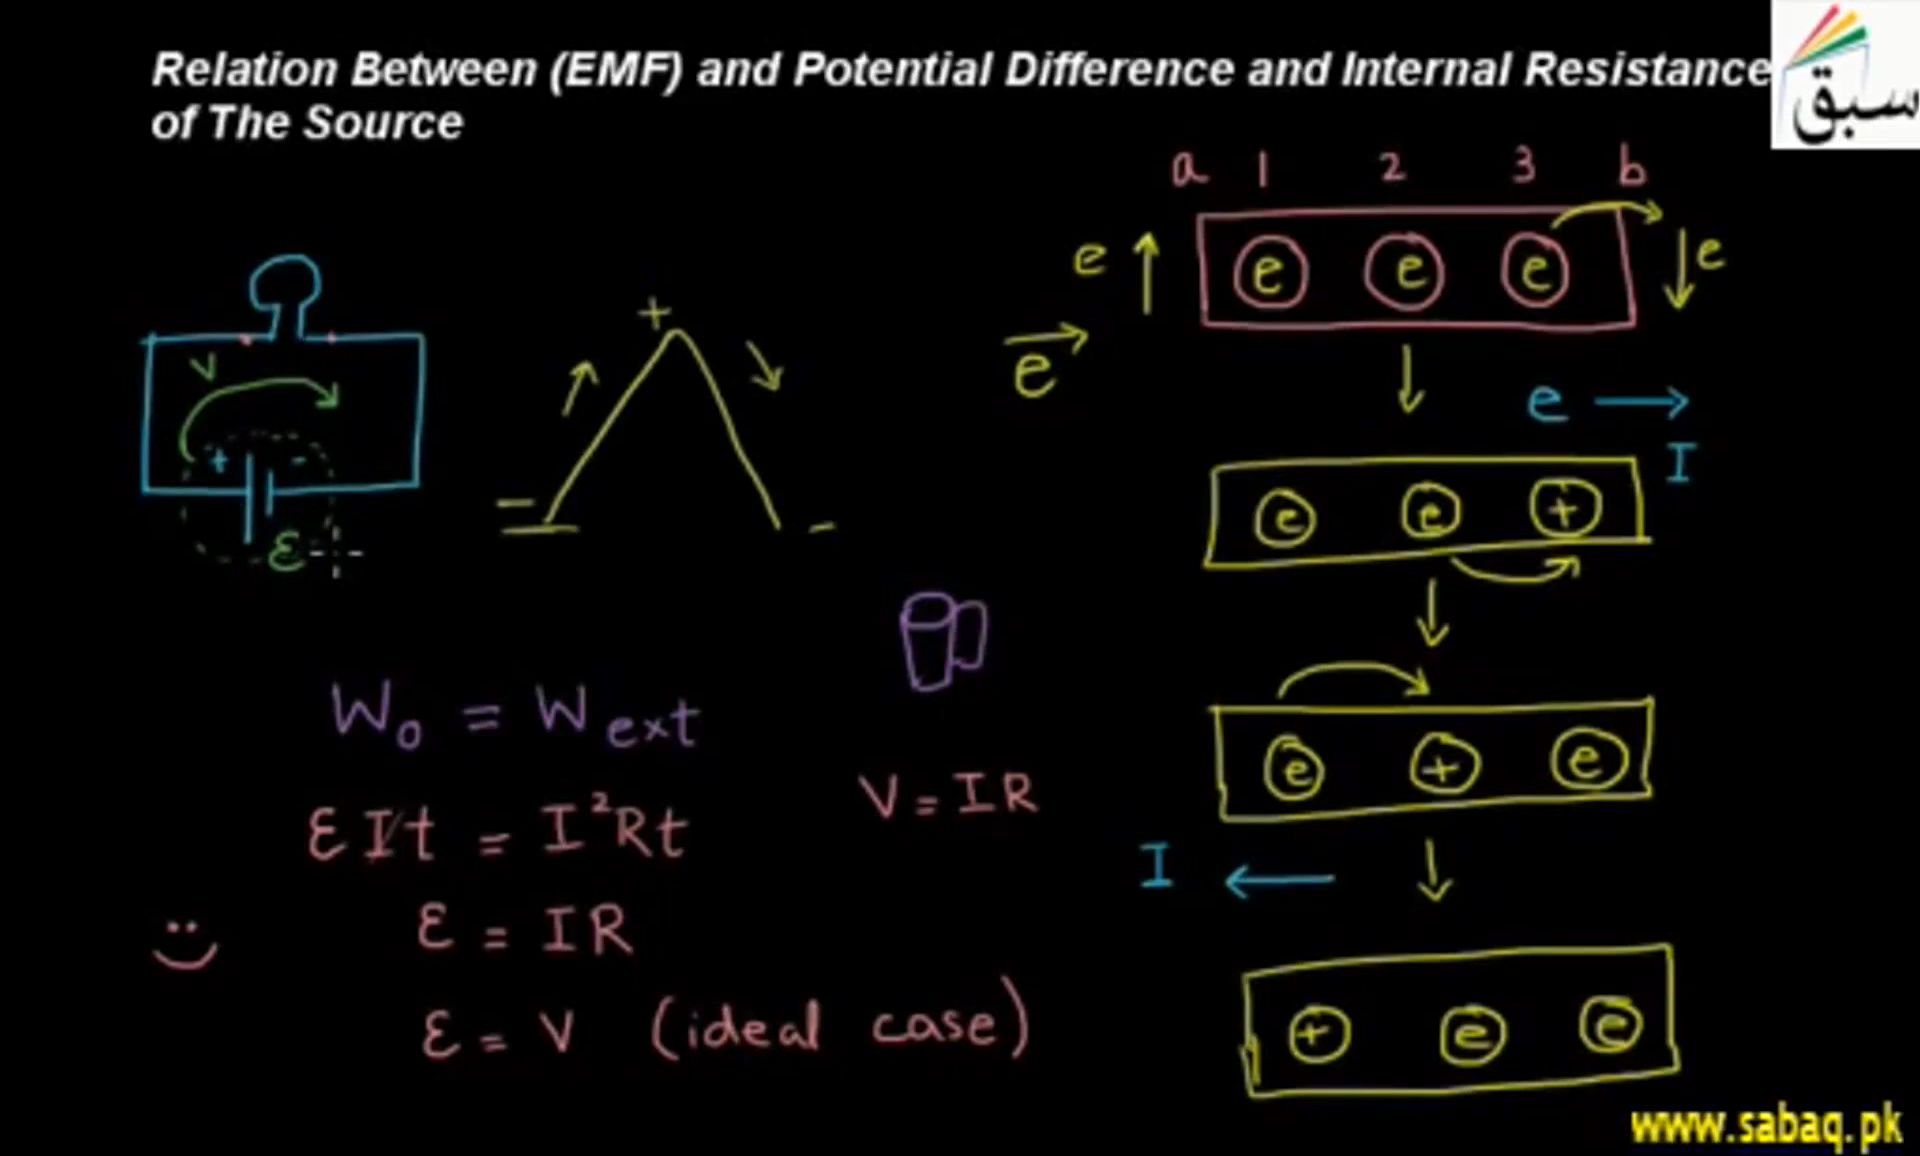 Relation Between (EMF) and Potential Difference and Internal Resistance
of The Source
سبق
a 1 2 3 b
e e e e e
e
e
I
e e +
V
+ -
ε
+
-
-
e + e
W₀ = W ext
V = IR
εIt = I²Rt
I
ε = IR
ε = V (ideal case)
+ e e
www.sabaq.pk